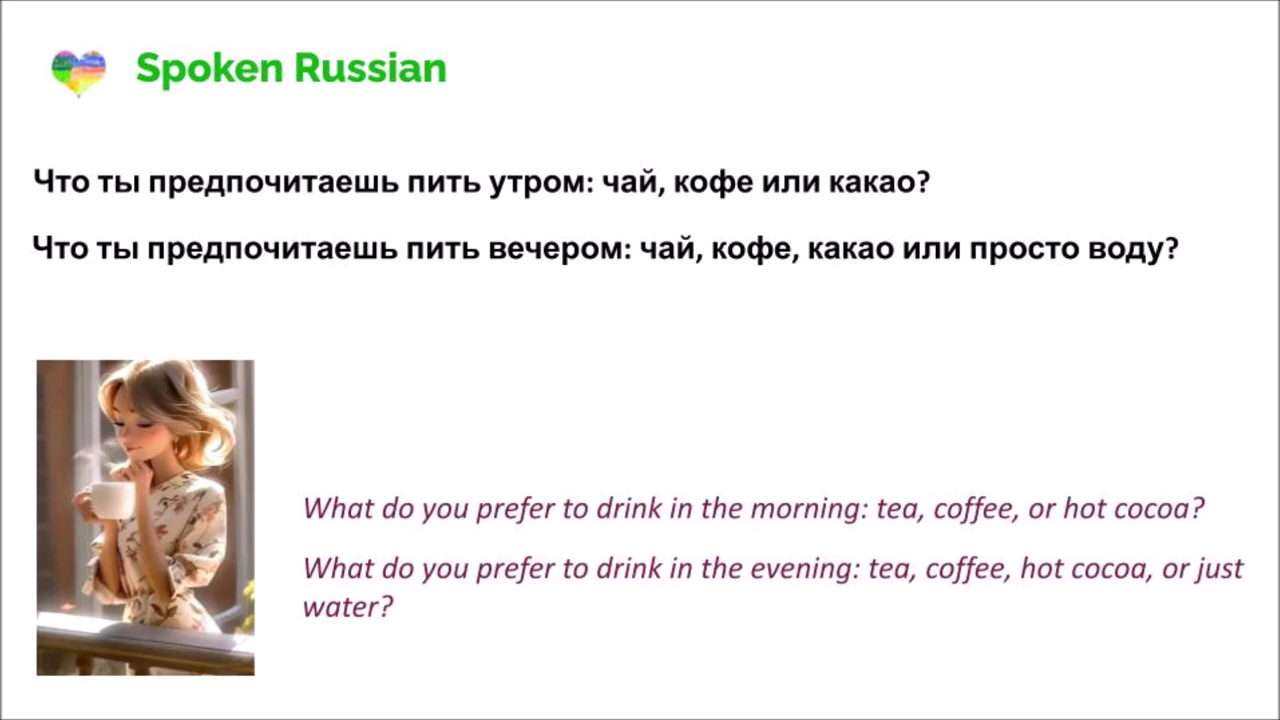 Spoken Russian
Что ты предпочитаешь пить утром: чай, кофе или какао?
Что ты предпочитаешь пить вечером: чай, кофе, какао или просто воду?
What do you prefer to drink in the morning: tea, coffee, or hot cocoa?
What do you prefer to drink in the evening: tea, coffee, hot cocoa, or just
water?